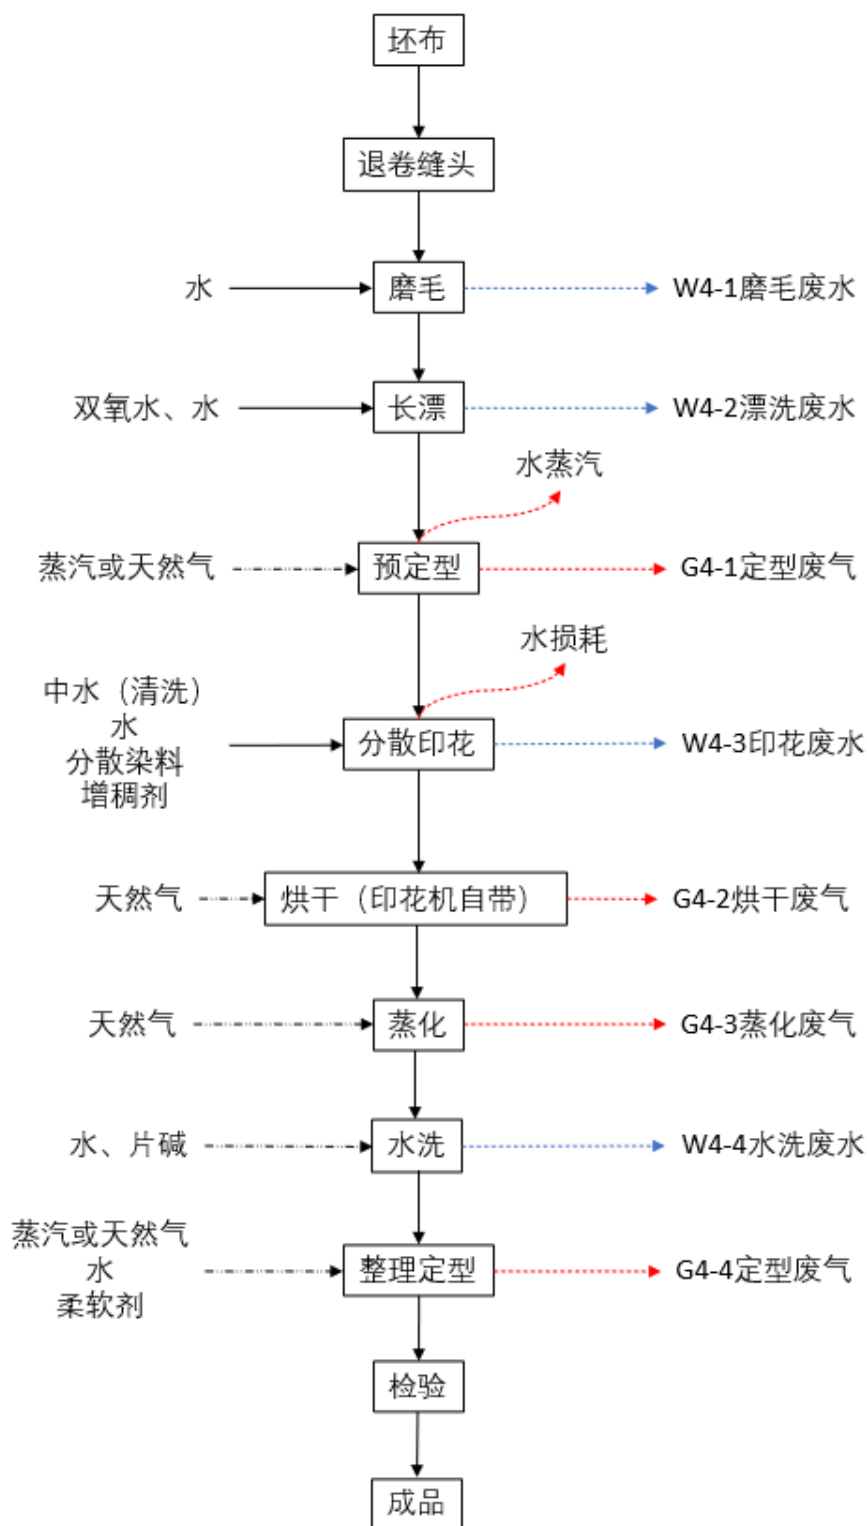 坯布
退卷缝头
水
磨毛
W4-1磨毛废水
双氧水、水
长漂
W4-2漂洗废水
水蒸汽
蒸汽或天然气
预定型
G4-1定型废气
水损耗
中水（清洗）
水
分散染料
增稠剂
分散印花
W4-3印花废水
天然气
烘干（印花机自带）
G4-2烘干废气
天然气
蒸化
G4-3蒸化废气
水、片碱
水洗
W4-4水洗废水
蒸汽或天然气
水
柔软剂
整理定型
G4-4定型废气
检验
成品